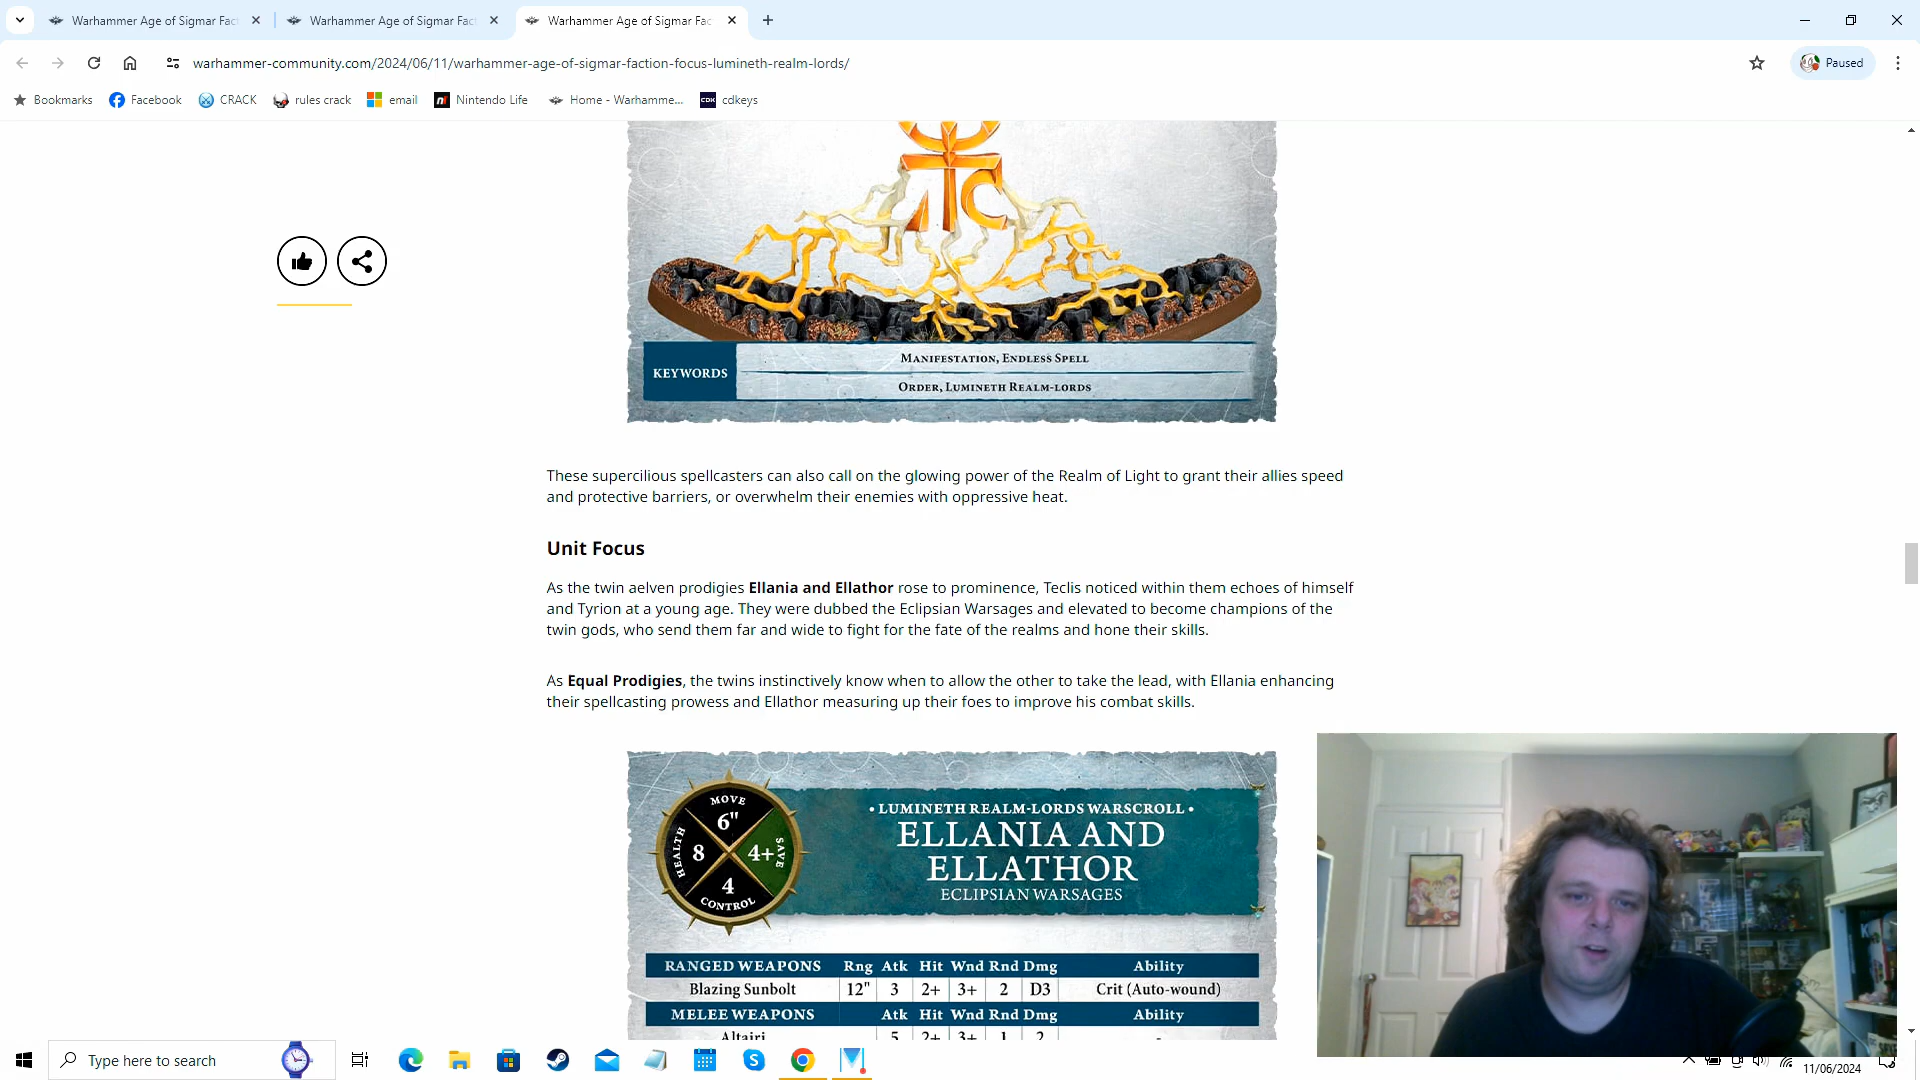 Warhammer Age of Sigmar Fac
Warhammer Age of Sigmar Fac
Warhammer Age of Sigmar Fac
warhammer-community.com/2024/06/11/warhammer-age-of-sigmar-faction-focus-lumineth-realm-lords/
Paused
Bookmarks
Facebook
CRACK
rules crack
email
Nintendo Life
Home - Warhamme...
CDK
cdkeys
KEYWORDS
MANIFESTATION, ENDLESS SPELL
ORDER, LUMINETH REALM-LORDS
These supercilious spellcasters can also call on the glowing power of the Realm of Light to grant their allies speed
and protective barriers, or overwhelm their enemies with oppressive heat.
Unit Focus
As the twin aelven prodigies Ellania and Ellathor rose to prominence, Teclis noticed within them echoes of himself
and Tyrion at a young age. They were dubbed the Eclipsian Warsages and elevated to become champions of the
twin gods, who send them far and wide to fight for the fate of the realms and hone their skills.
As Equal Prodigies, the twins instinctively know when to allow the other to take the lead, with Ellania enhancing
their spellcasting prowess and Ellathor measuring up their foes to improve his combat skills.
MOVE
6"
HEALTH
8
4+
SAVE
4
CONTROL
• LUMINETH REALM-LORDS WARSCROLL •
ELLANIA AND
ELLATHOR
ECLIPSIAN WARSAGES
RANGED WEAPONS Rng Atk Hit Wnd Rnd Dmg Ability
Blazing Sunbolt 12" 3 2+ 3+ 2 D3 Crit (Auto-wound)
MELEE WEAPONS Atk Hit Wnd Rnd Dmg Ability
Altairi 5 2+ 3+ 1 2 -
Type here to search
11/06/2024